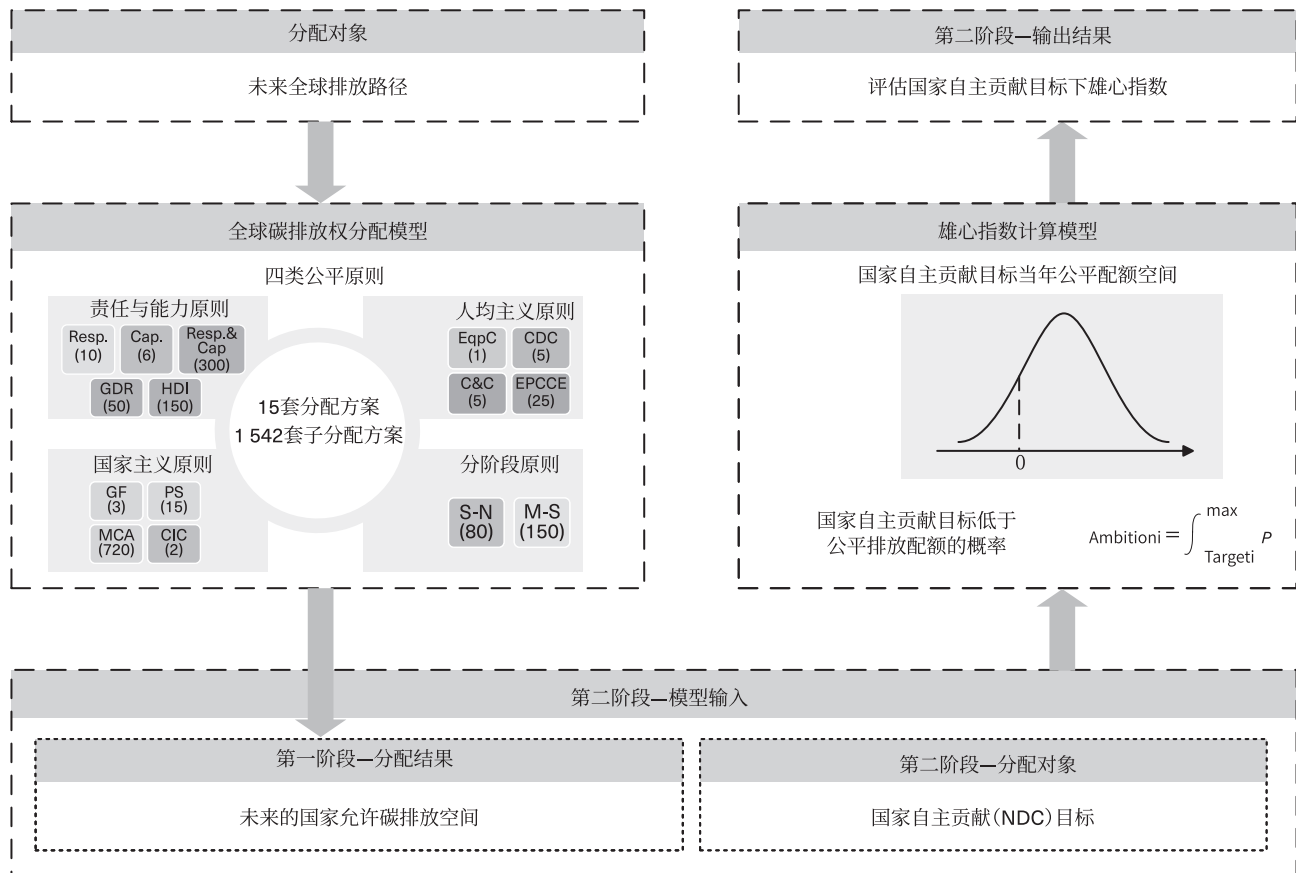 分配对象
未来全球排放路径
全球碳排放权分配模型
四类公平原则
责任与能力原则
Resp.
(10)
Cap.
(6)
Resp.&
Cap
(300)
GDR
(50)
HDI
(150)
人均主义原则
EqpC
(1)
CDC
(5)
C&C
(5)
EPCCE
(25)
15套分配方案
1 542套子分配方案
国家主义原则
GF
(3)
PS
(15)
MCA
(720)
CIC
(2)
分阶段原则
S-N
(80)
M-S
(150)
第二阶段—输出结果
评估国家自主贡献目标下雄心指数
雄心指数计算模型
国家自主贡献目标当年公平配额空间
0
国家自主贡献目标低于
公平排放配额的概率
Ambitioni = ∫ max Targeti P
第二阶段—模型输入
第一阶段—分配结果
未来的国家允许碳排放空间
第二阶段—分配对象
国家自主贡献(NDC)目标